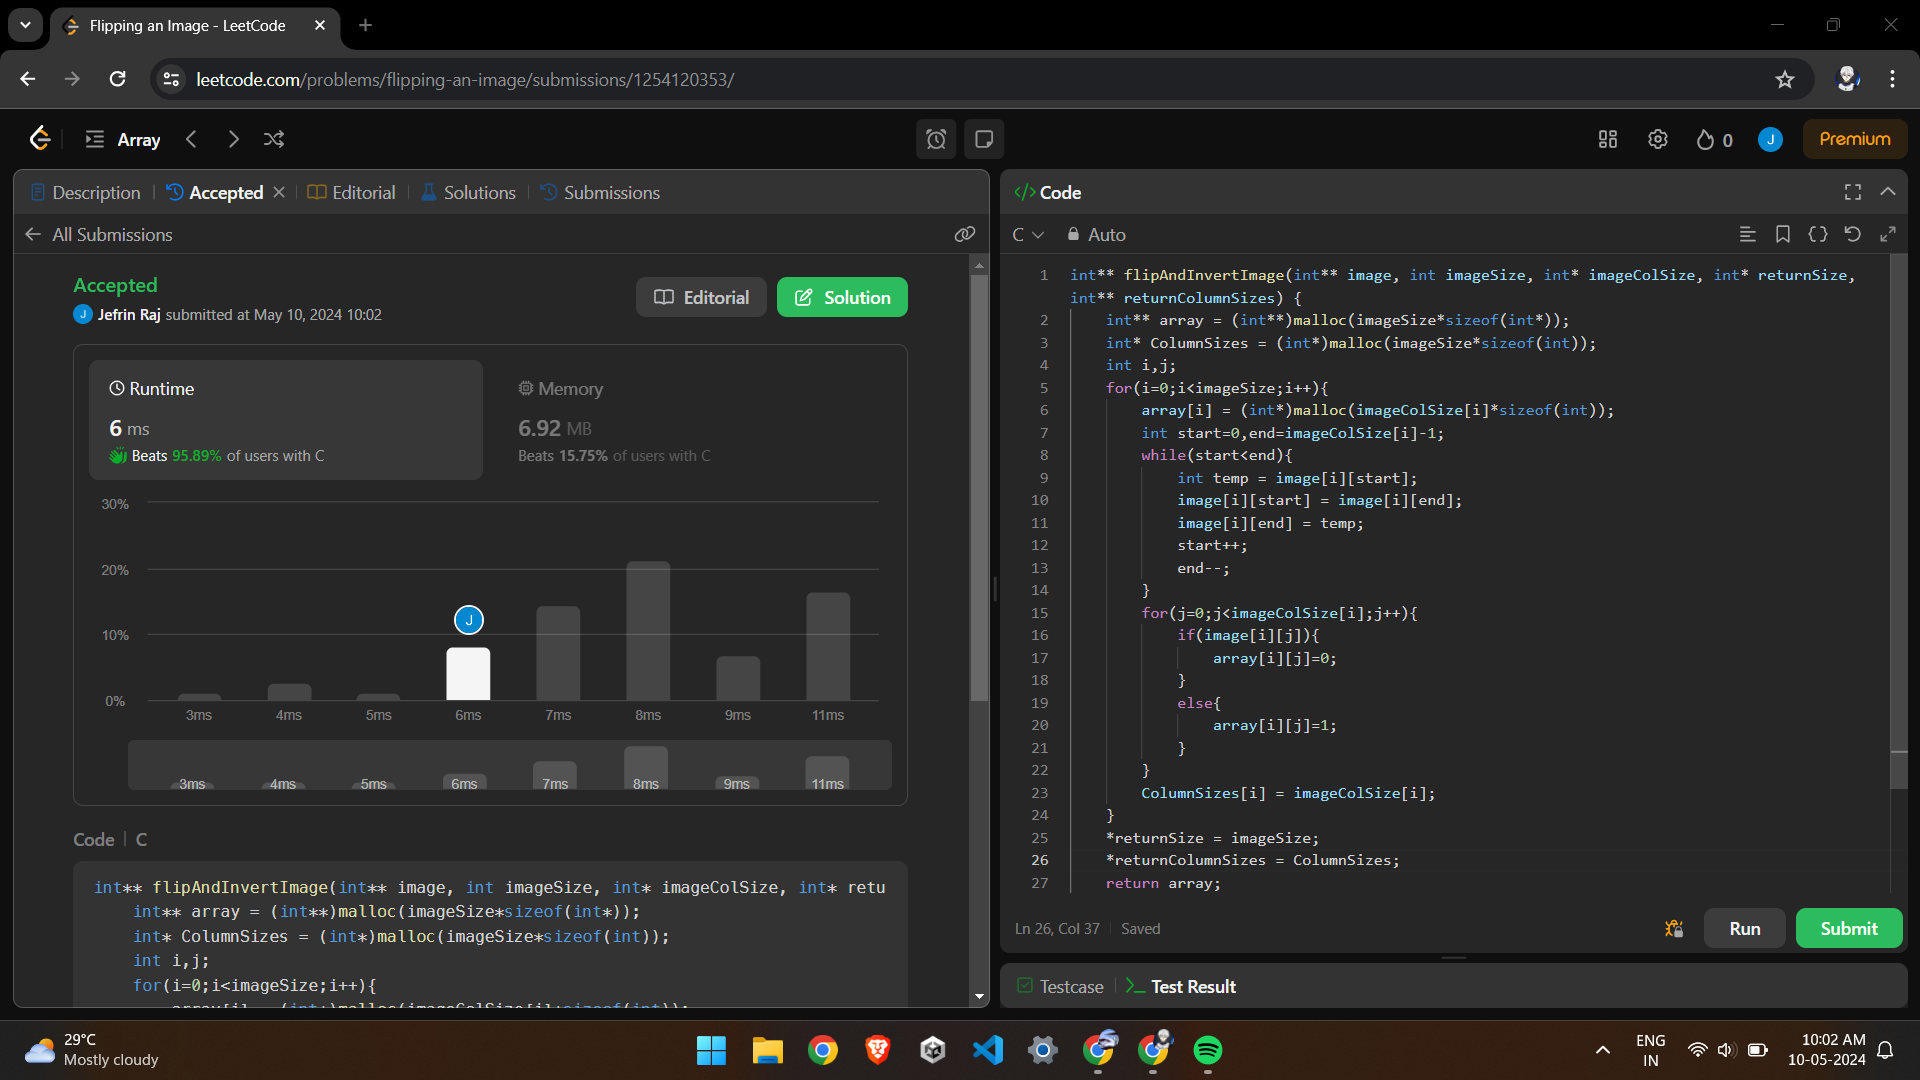 Flipping an Image - LeetCode
leetcode.com/problems/flipping-an-image/submissions/1254120353/
Array
0
J
Premium
Description
Accepted
Editorial
Solutions
Submissions
All Submissions
Accepted
J Jefrin Raj submitted at May 10, 2024 10:02
Editorial
Solution
Runtime
6 ms
Beats 95.89% of users with C
Memory
6.92 MB
Beats 15.75% of users with C
30%
20%
10%
0%
J
3ms 4ms 5ms 6ms 7ms 8ms 9ms 11ms
3ms 4ms 5ms 6ms 7ms 8ms 9ms 11ms
Code | C
int** flipAndInvertImage(int** image, int imageSize, int* imageColSize, int* retu
int** array = (int**)malloc(imageSize*sizeof(int*));
int* ColumnSizes = (int*)malloc(imageSize*sizeof(int));
int i,j;
for(i=0;i<imageSize;i++){
array[i] = (int*)malloc(imageColSize[i]*sizeof(int));
</> Code
C
Auto
1 int** flipAndInvertImage(int** image, int imageSize, int* imageColSize, int* returnSize,
int** returnColumnSizes) {
2 int** array = (int**)malloc(imageSize*sizeof(int*));
3 int* ColumnSizes = (int*)malloc(imageSize*sizeof(int));
4 int i,j;
5 for(i=0;i<imageSize;i++){
6 array[i] = (int*)malloc(imageColSize[i]*sizeof(int));
7 int start=0,end=imageColSize[i]-1;
8 while(start<end){
9 int temp = image[i][start];
10 image[i][start] = image[i][end];
11 image[i][end] = temp;
12 start++;
13 end--;
14 }
15 for(j=0;j<imageColSize[i];j++){
16 if(image[i][j]){
17 array[i][j]=0;
18 }
19 else{
20 array[i][j]=1;
21 }
22 }
23 ColumnSizes[i] = imageColSize[i];
24 }
25 *returnSize = imageSize;
26 *returnColumnSizes = ColumnSizes;
27 return array;
Ln 26, Col 37 | Saved
Run
Submit
Testcase
Test Result
29°C
Mostly cloudy
ENG
IN
10:02 AM
10-05-2024